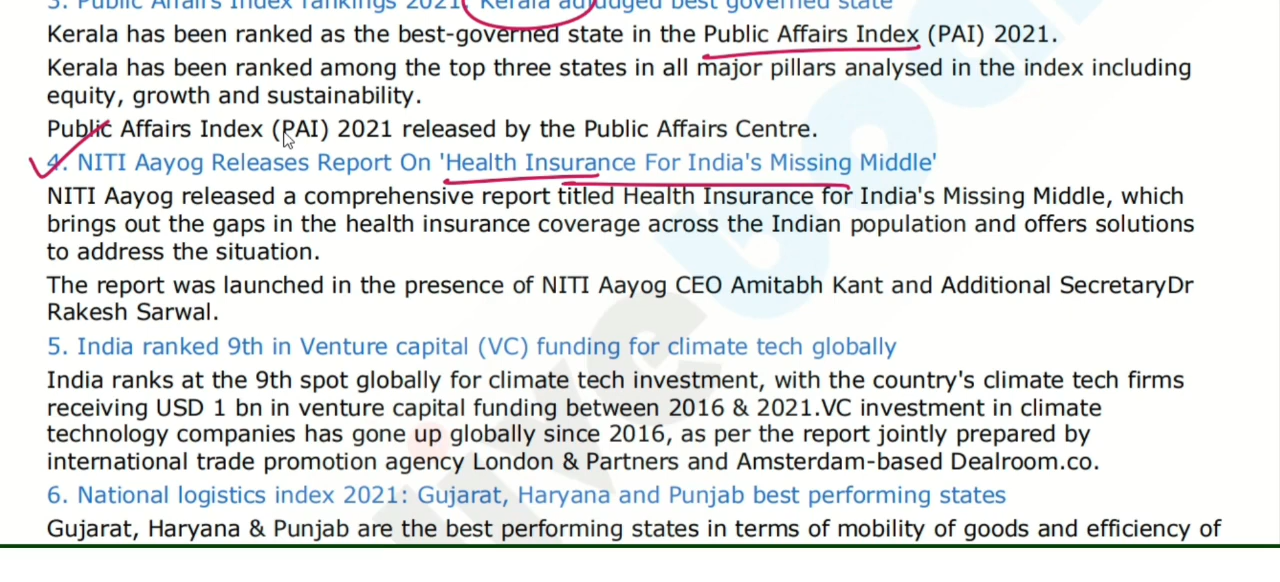 3. Public Affairs Index rankings 2021: Kerala adjudged best governed state
Kerala has been ranked as the best-governed state in the Public Affairs Index (PAI) 2021.
Kerala has been ranked among the top three states in all major pillars analysed in the index including
equity, growth and sustainability.
Public Affairs Index (PAI) 2021 released by the Public Affairs Centre.
4. NITI Aayog Releases Report On 'Health Insurance For India's Missing Middle'
NITI Aayog released a comprehensive report titled Health Insurance for India's Missing Middle, which
brings out the gaps in the health insurance coverage across the Indian population and offers solutions
to address the situation.
The report was launched in the presence of NITI Aayog CEO Amitabh Kant and Additional SecretaryDr
Rakesh Sarwal.
5. India ranked 9th in Venture capital (VC) funding for climate tech globally
India ranks at the 9th spot globally for climate tech investment, with the country's climate tech firms
receiving USD 1 bn in venture capital funding between 2016 & 2021.VC investment in climate
technology companies has gone up globally since 2016, as per the report jointly prepared by
international trade promotion agency London & Partners and Amsterdam-based Dealroom.co.
6. National logistics index 2021: Gujarat, Haryana and Punjab best performing states
Gujarat, Haryana & Punjab are the best performing states in terms of mobility of goods and efficiency of